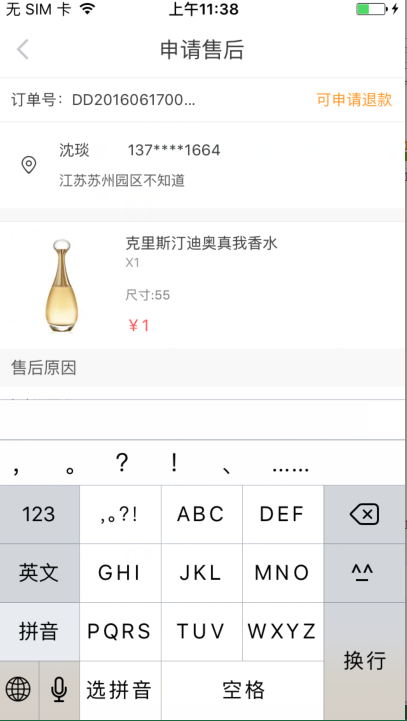 无 SIM 卡 上午11:38
申请售后
订单号：DD2016061700... 可申请退款
沈琰 137****1664
江苏苏州园区不知道
克里斯汀迪奥真我香水
X1
尺寸:55
￥1
售后原因
， 。 ？ ！ 、 ……
123 ,。?! ABC DEF
英文 GHI JKL MNO ^^
拼音 PQRS TUV WXYZ 换行
选拼音 空格